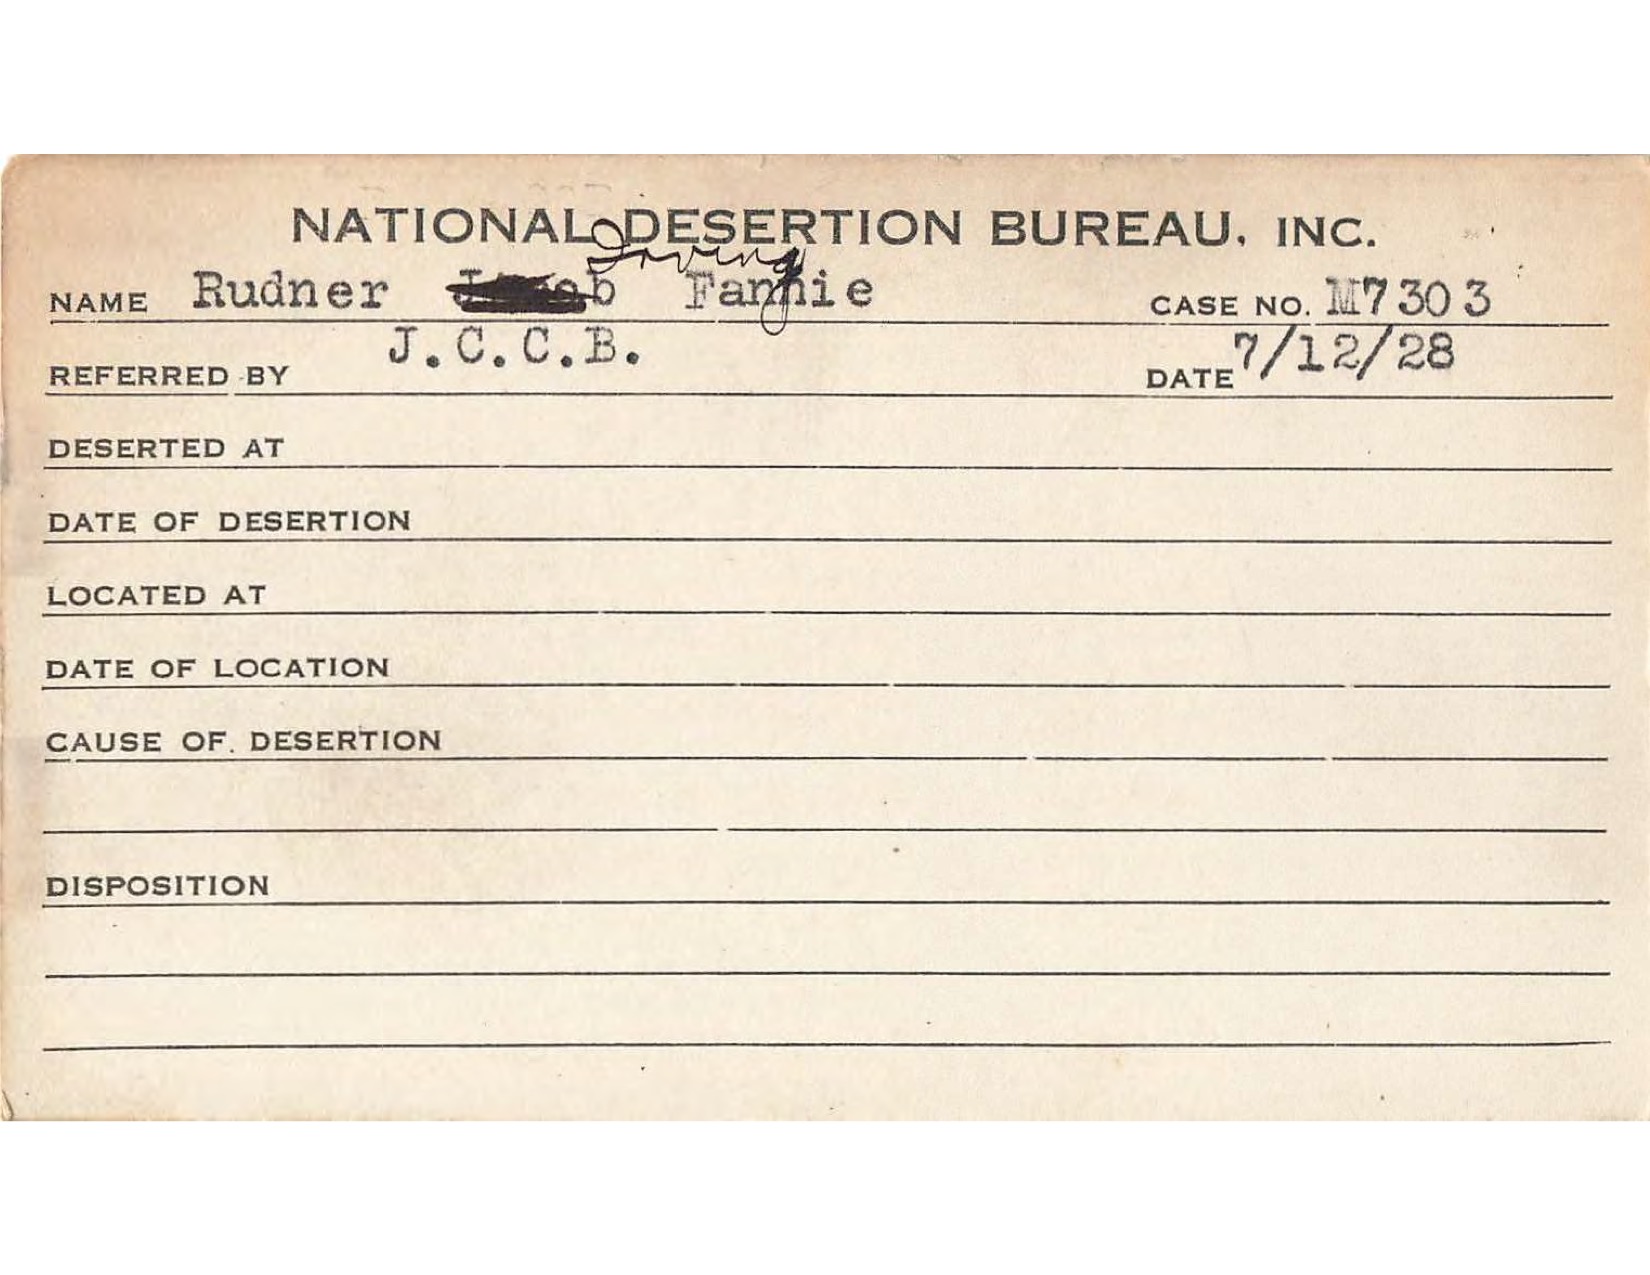 NATIONAL DESERTION BUREAU, INC.
Irving
NAME Rudner Jacob Fannie CASE NO. M7303
REFERRED BY J.C.C.B. DATE 7/12/28
DESERTED AT
DATE OF DESERTION
LOCATED AT
DATE OF LOCATION
CAUSE OF DESERTION
DISPOSITION